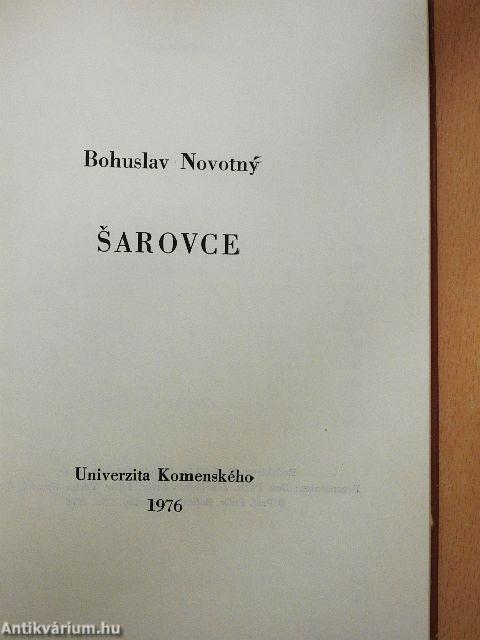 Bohuslav Novotný
ŠAROVCE
Univerzita Komenského
1976
Antikvárium.hu